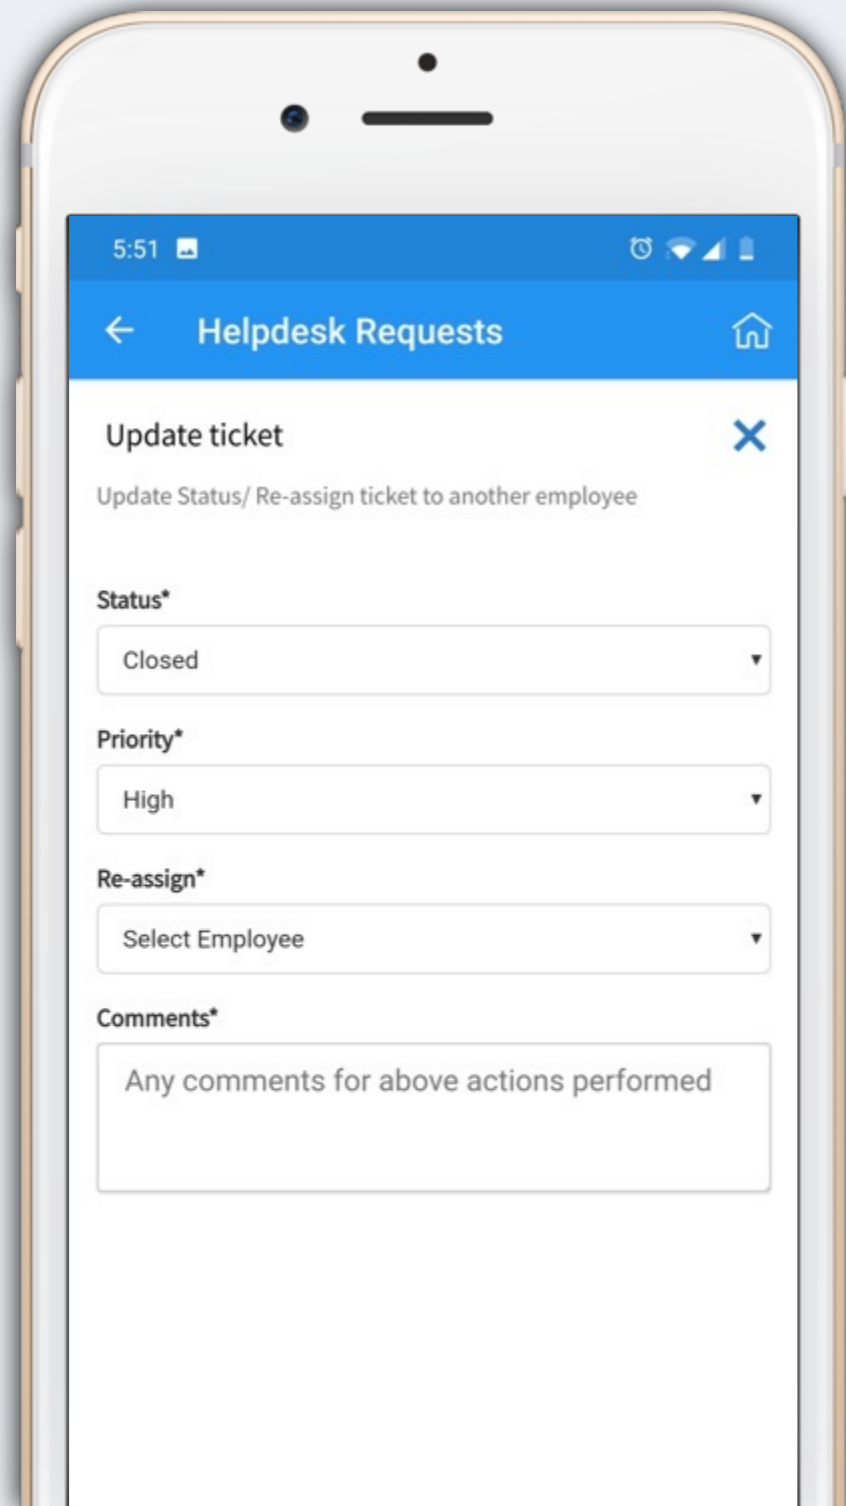 5:51
Helpdesk Requests
Update ticket
Update Status/ Re-assign ticket to another employee
Status*
Closed
Priority*
High
Re-assign*
Select Employee
Comments*
Any comments for above actions performed